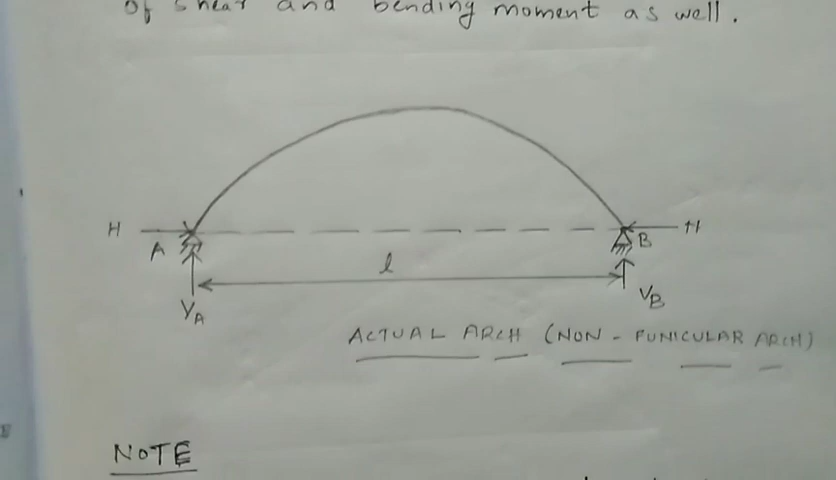 of shear and bending moment as well.
H
H
A
B
l
VA
VB
ACTUAL ARCH (NON - FUNICULAR ARCH)
NOTE